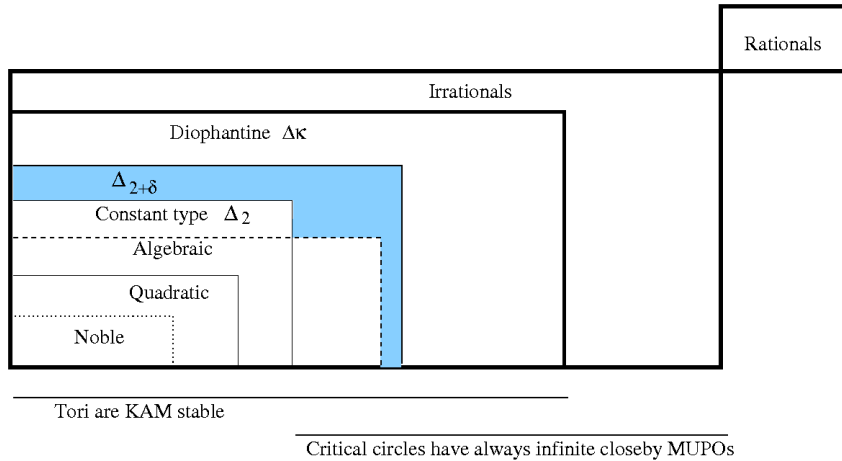 Rationals
Irrationals
Diophantine Δκ
Δ2+δ
Constant type Δ2
Algebraic
Quadratic
Noble
Tori are KAM stable
Critical circles have always infinite closeby MUPOs